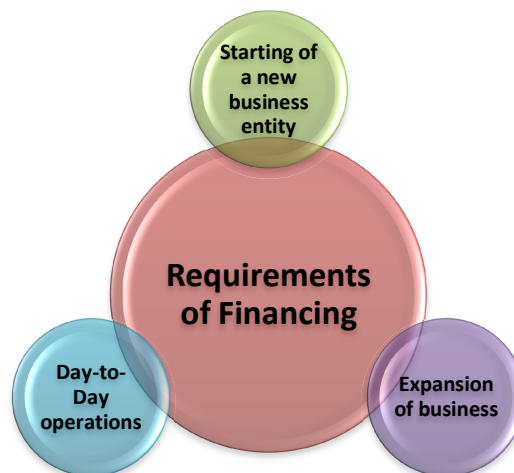 Starting of
a new
business
entity
Requirements
of Financing
Day-to-
Day
operations
Expansion
of business